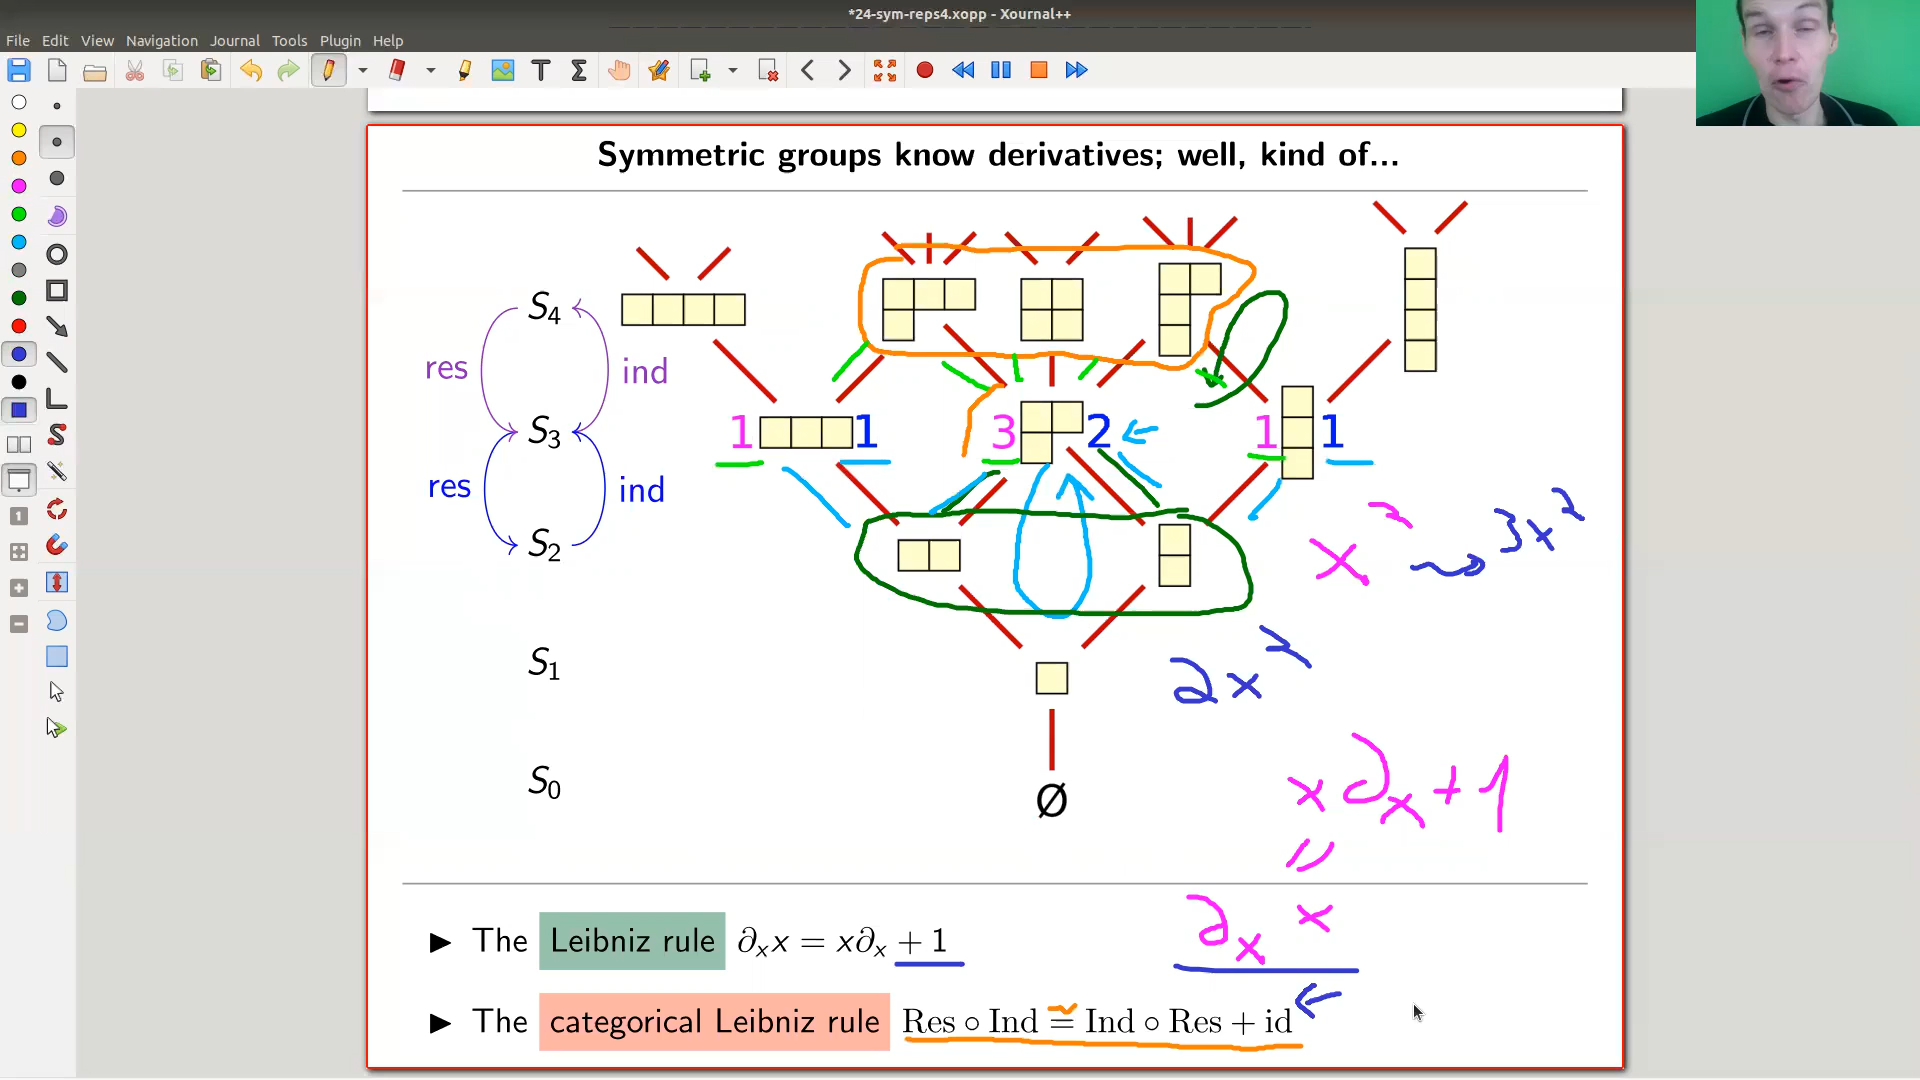 *24-sym-reps4.xopp - Xournal++
File Edit View Navigation Journal Tools Plugin Help
Symmetric groups know derivatives; well, kind of...
S4
res ind
1 1 3 2 1 1
S3
res ind
S2
x³ ⇝ 3x²
S1
2x²
S0
∅
x∂x + 1
=
∂x x
► The Leibniz rule ∂x x = x∂x + 1
► The categorical Leibniz rule Res ∘ Ind ≅ Ind ∘ Res + id